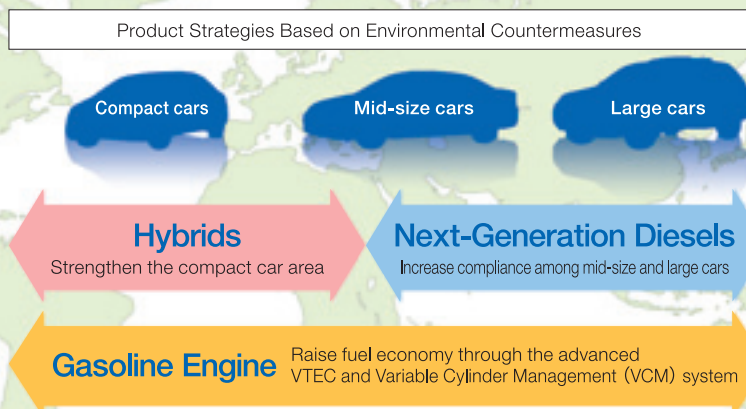 Product Strategies Based on Environmental Countermeasures
Compact cars
Mid-size cars
Large cars
Hybrids
Strengthen the compact car area
Next-Generation Diesels
Increase compliance among mid-size and large cars
Gasoline Engine
Raise fuel economy through the advanced
VTEC and Variable Cylinder Management (VCM) system